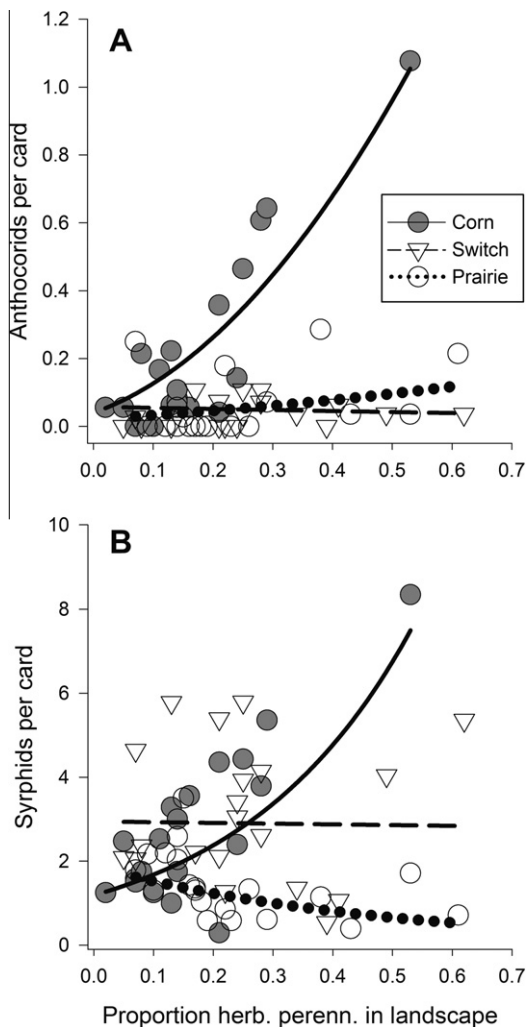 A
1.2
1.0
0.8
0.6
0.4
0.2
0.0
Anthocorids per card
Corn
Switch
Prairie
0.0 0.1 0.2 0.3 0.4 0.5 0.6 0.7
B
10
8
6
4
2
0
Syrphids per card
0.0 0.1 0.2 0.3 0.4 0.5 0.6 0.7
Proportion herb. perenn. in landscape